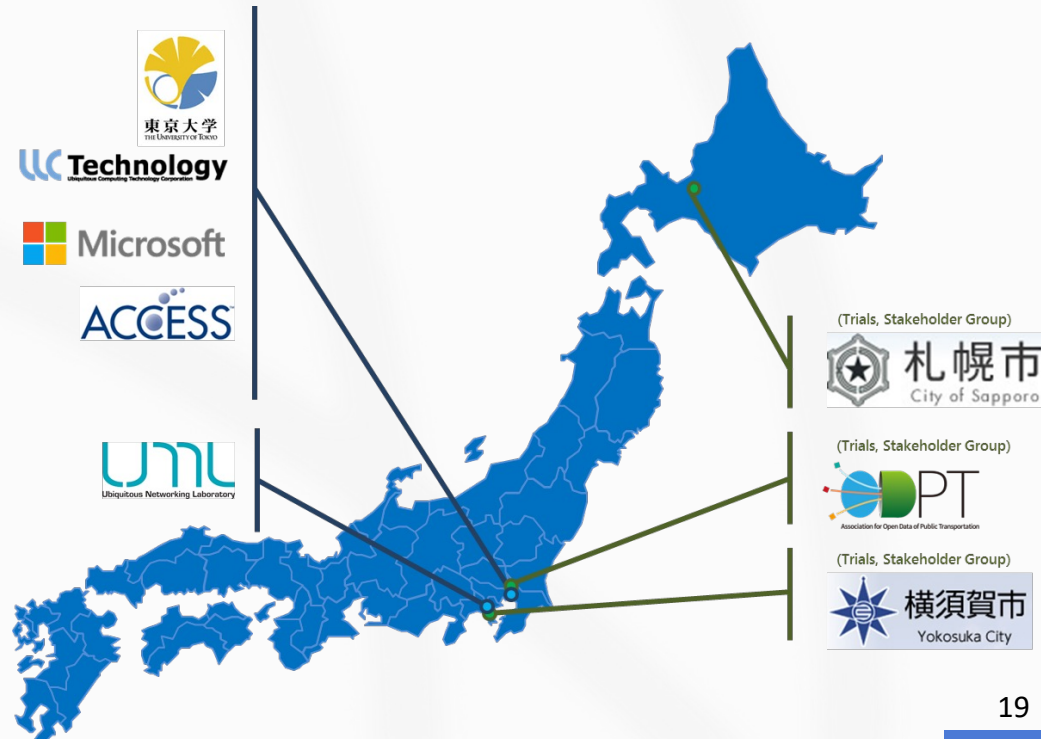 東京大学
THE UNIVERSITY OF TOKYO
UC Technology
Ubiquitous Computing Technology Corporation
Microsoft
ACCESS
UNL
Ubiquitous Networking Laboratory
(Trials, Stakeholder Group)
札幌市
City of Sapporo
(Trials, Stakeholder Group)
ODPT
Association for Open Data of Public Transportation
(Trials, Stakeholder Group)
横須賀市
Yokosuka City
19